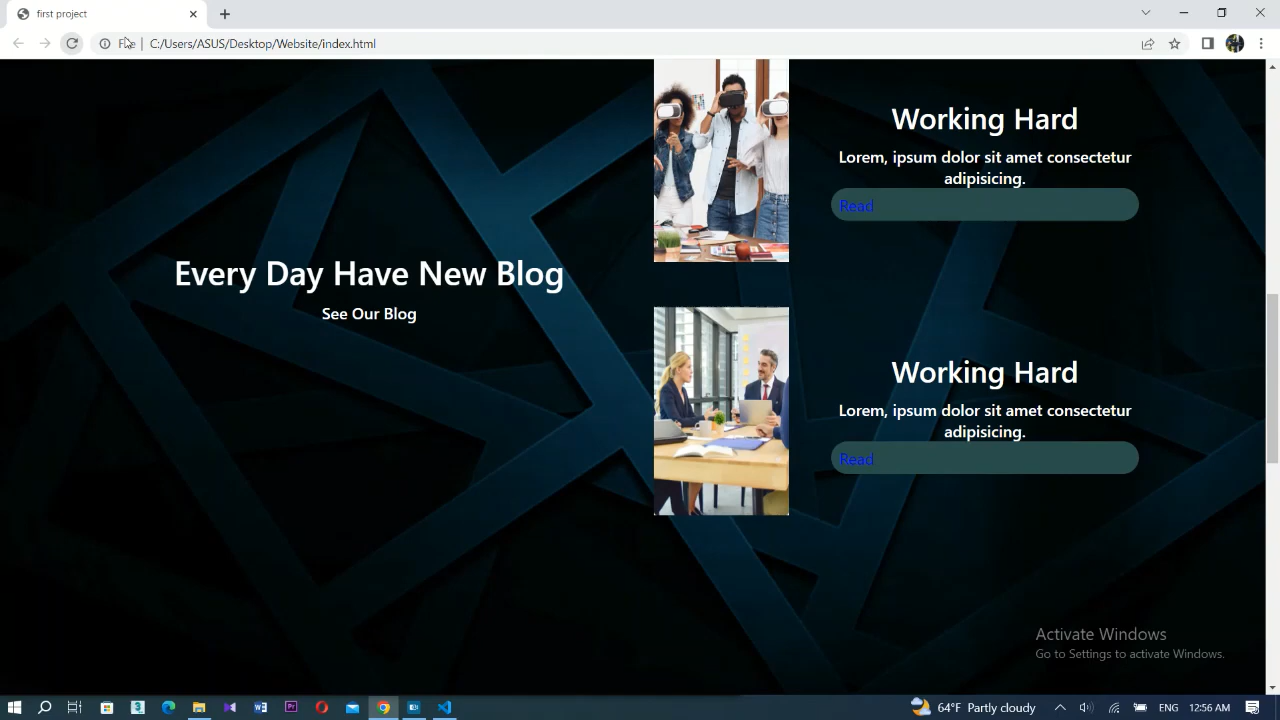 first project
File
C:/Users/ASUS/Desktop/Website/index.html
Working Hard
Lorem, ipsum dolor sit amet consectetur
adipisicing.
Read
Every Day Have New Blog
See Our Blog
Working Hard
Lorem, ipsum dolor sit amet consectetur
adipisicing.
Read
Activate Windows
Go to Settings to activate Windows.
64°F Partly cloudy
ENG
12:56 AM